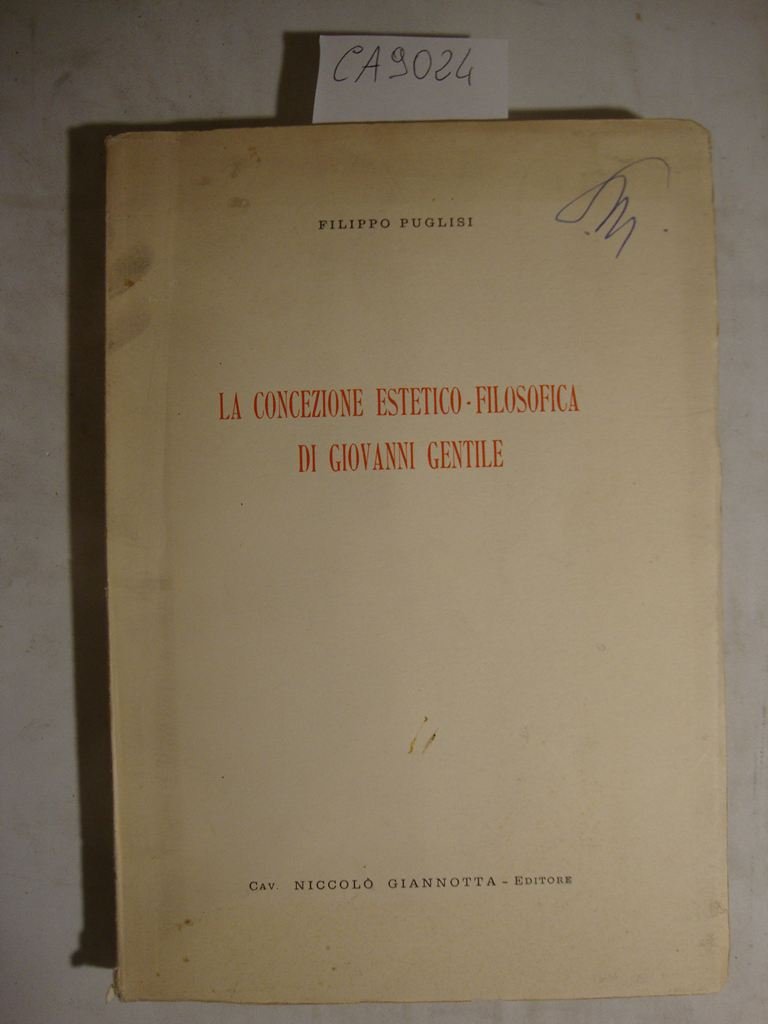 CA9024
FILIPPO PUGLISI
LA CONCEZIONE ESTETICO-FILOSOFICA
DI GIOVANNI GENTILE
CAV. NICCOLÒ GIANNOTTA - EDITORE